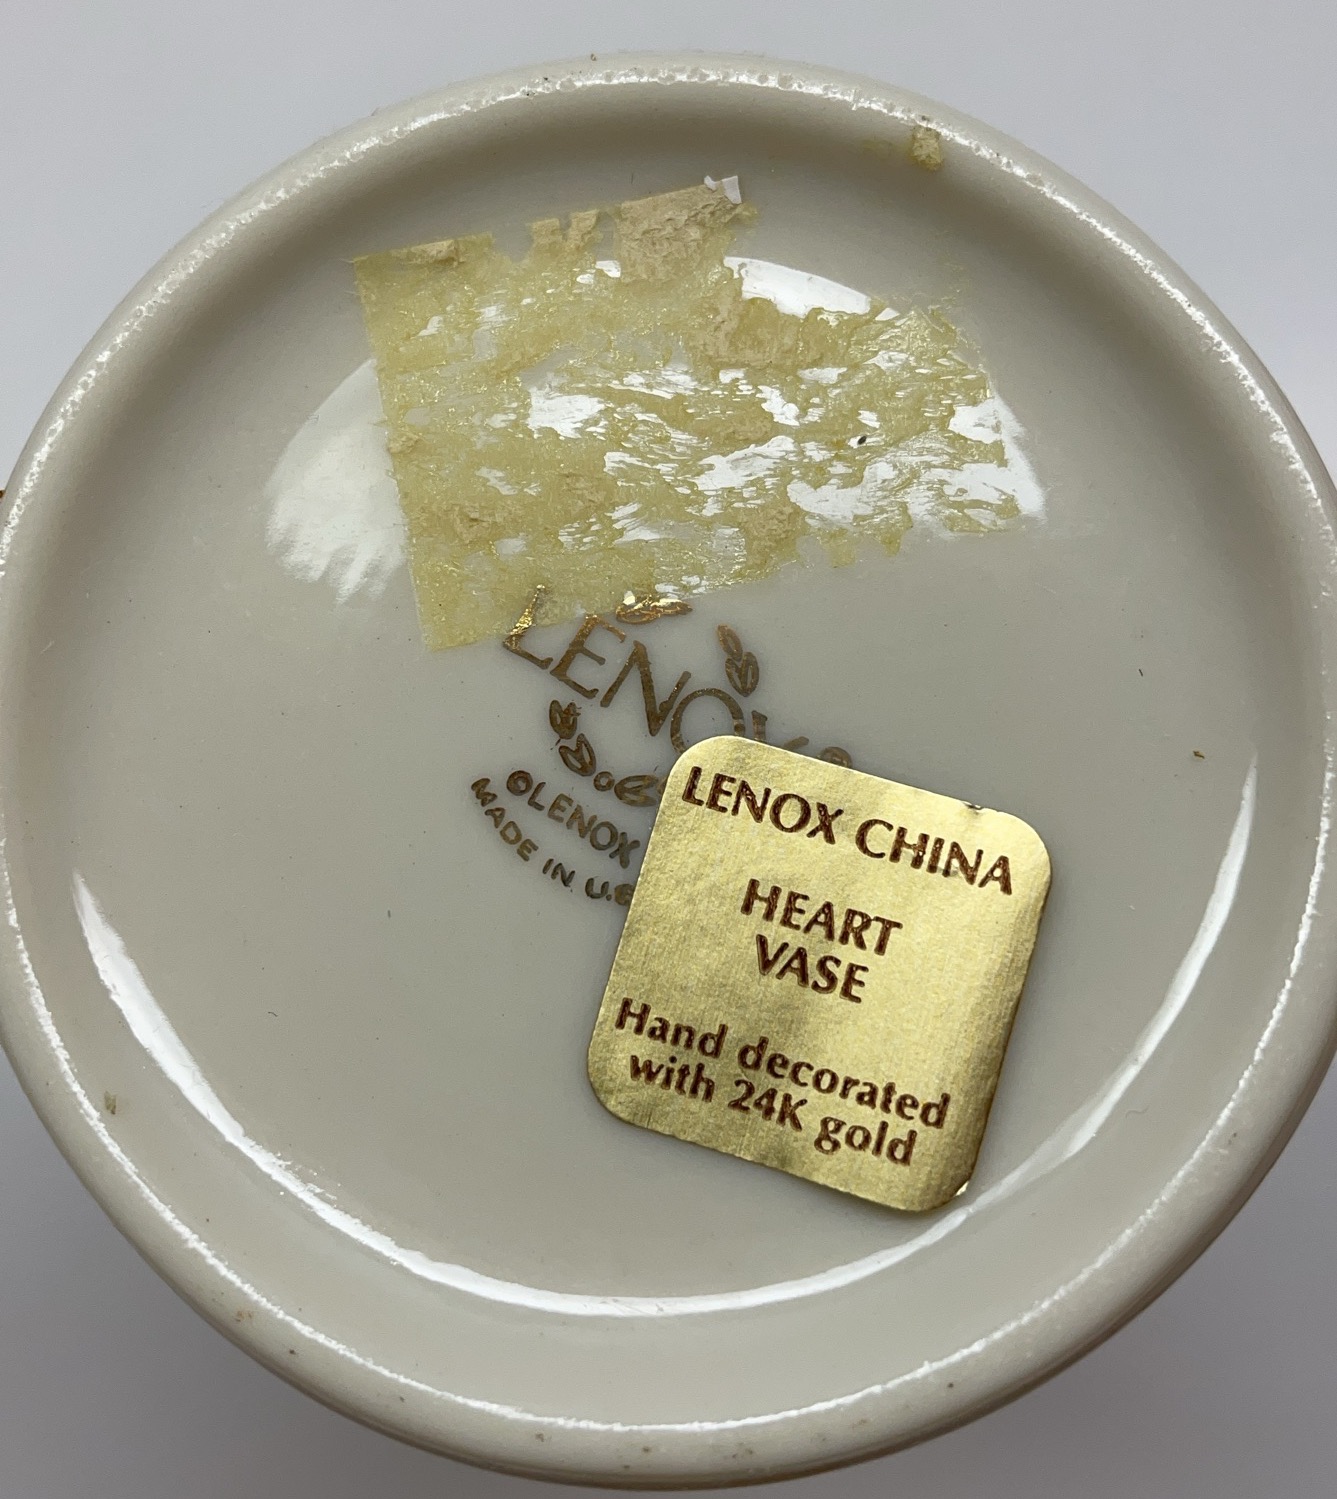 LENOX®
©LENOX
MADE IN U.S
LENOX CHINA
HEART
VASE
Hand decorated
with 24K gold